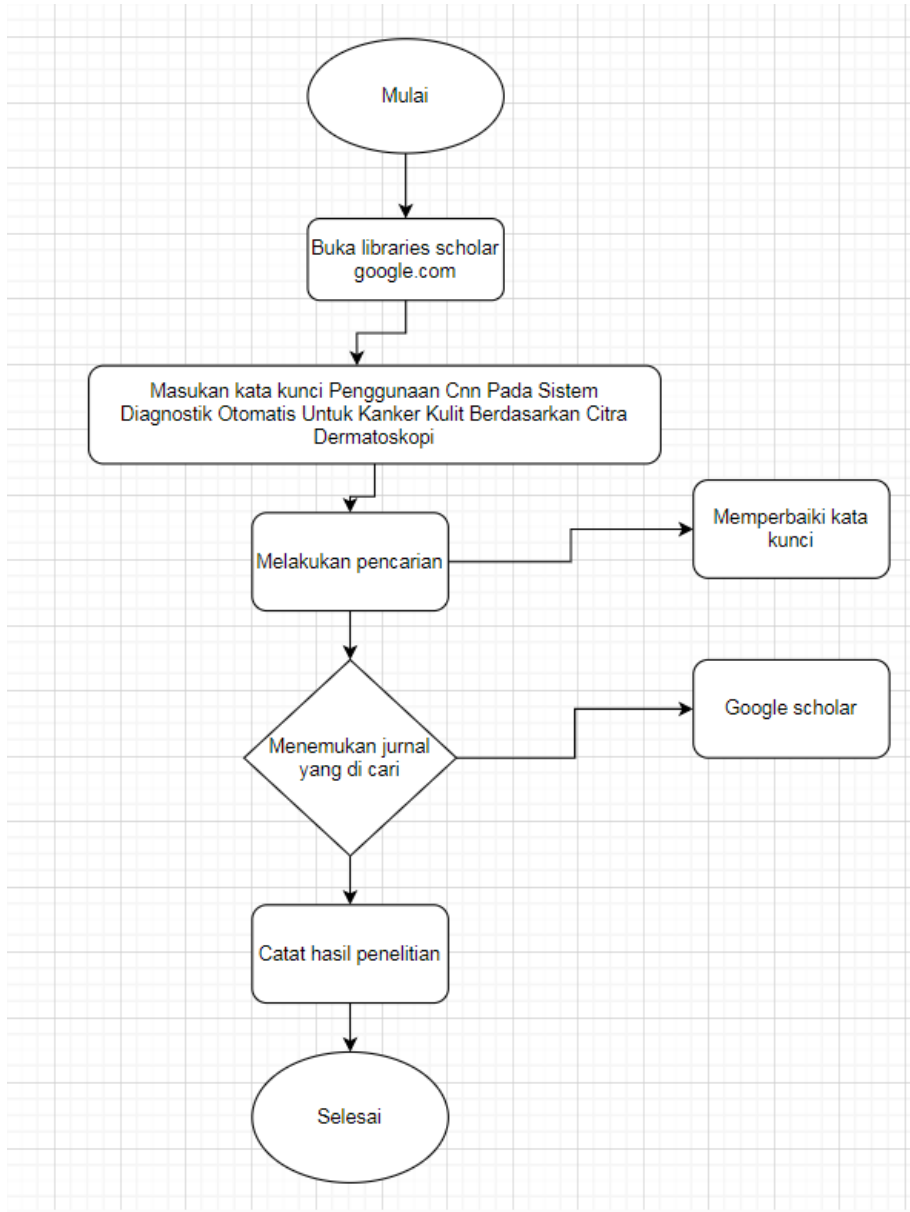 Mulai
Buka libraries scholar
google.com
Masukan kata kunci Penggunaan Cnn Pada Sistem
Diagnostik Otomatis Untuk Kanker Kulit Berdasarkan Citra
Dermatoskopi
Melakukan pencarian
Memperbaiki kata
kunci
Menemukan jurnal
yang di cari
Google scholar
Catat hasil penelitian
Selesai